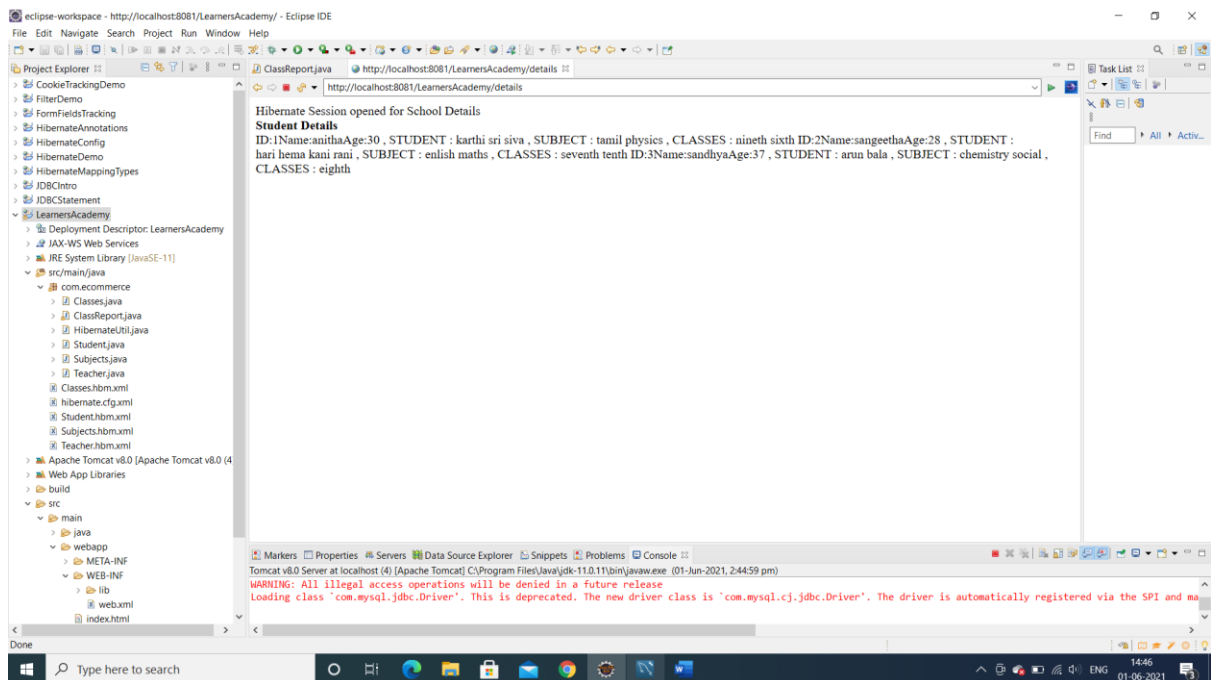 eclipse-workspace - http://localhost:8081/LearnersAcademy/ - Eclipse IDE
File Edit Navigate Search Project Run Window Help
Project Explorer
ClassReport.java
http://localhost:8081/LearnersAcademy/details
Task List
CookieTrackingDemo
FilterDemo
FormFieldsTracking
HibernateAnnotations
HibernateConfig
HibernateDemo
HibernateMappingTypes
JDBCIntro
JDBCStatement
LearnersAcademy
Deployment Descriptor: LearnersAcademy
JAX-WS Web Services
JRE System Library [JavaSE-11]
src/main/java
com.ecommerce
Classes.java
ClassReport.java
HibernateUtil.java
Student.java
Subjects.java
Teacher.java
Classes.hbm.xml
hibernate.cfg.xml
Student.hbm.xml
Subjects.hbm.xml
Teacher.hbm.xml
Apache Tomcat v8.0 [Apache Tomcat v8.0 (4
Web App Libraries
build
src
main
java
webapp
META-INF
WEB-INF
lib
web.xml
index.html
http://localhost:8081/LearnersAcademy/details
Hibernate Session opened for School Details
Student Details
ID:1Name:anithaAge:30 , STUDENT : karthi sri siva , SUBJECT : tamil physics , CLASSES : nineth sixth ID:2Name:sangeethaAge:28 , STUDENT :
hari hema kani rani , SUBJECT : enlish maths , CLASSES : seventh tenth ID:3Name:sandhyaAge:37 , STUDENT : arun bala , SUBJECT : chemistry social ,
CLASSES : eighth
Find All Activ...
Markers Properties Servers Data Source Explorer Snippets Problems Console
Tomcat v8.0 Server at localhost (4) [Apache Tomcat] C:\Program Files\Java\jdk-11.0.11\bin\javaw.exe (01-Jun-2021, 2:44:59 pm)
WARNING: All illegal access operations will be denied in a future release
Loading class `com.mysql.jdbc.Driver'. This is deprecated. The new driver class is `com.mysql.cj.jdbc.Driver'. The driver is automatically registered via the SPI and ma
Done
Type here to search
ENG
14:46
01-06-2021